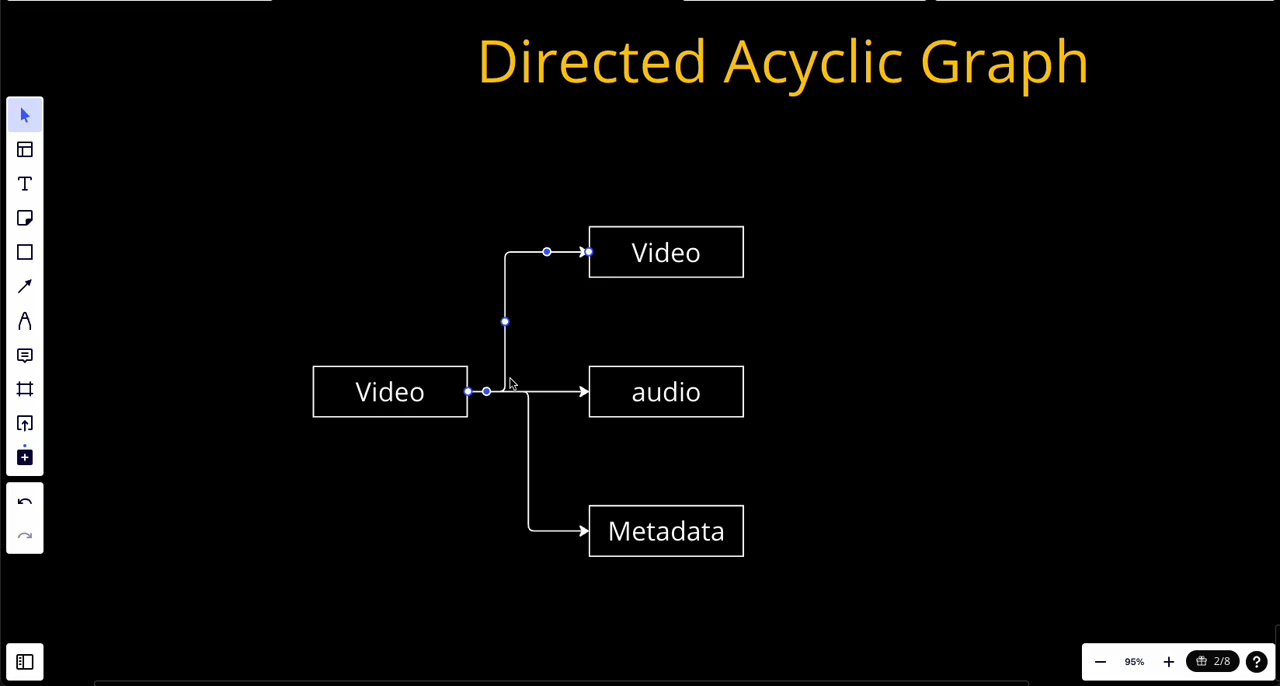 Directed Acyclic Graph
Video
Video
audio
Metadata
T
95%
2/8
?